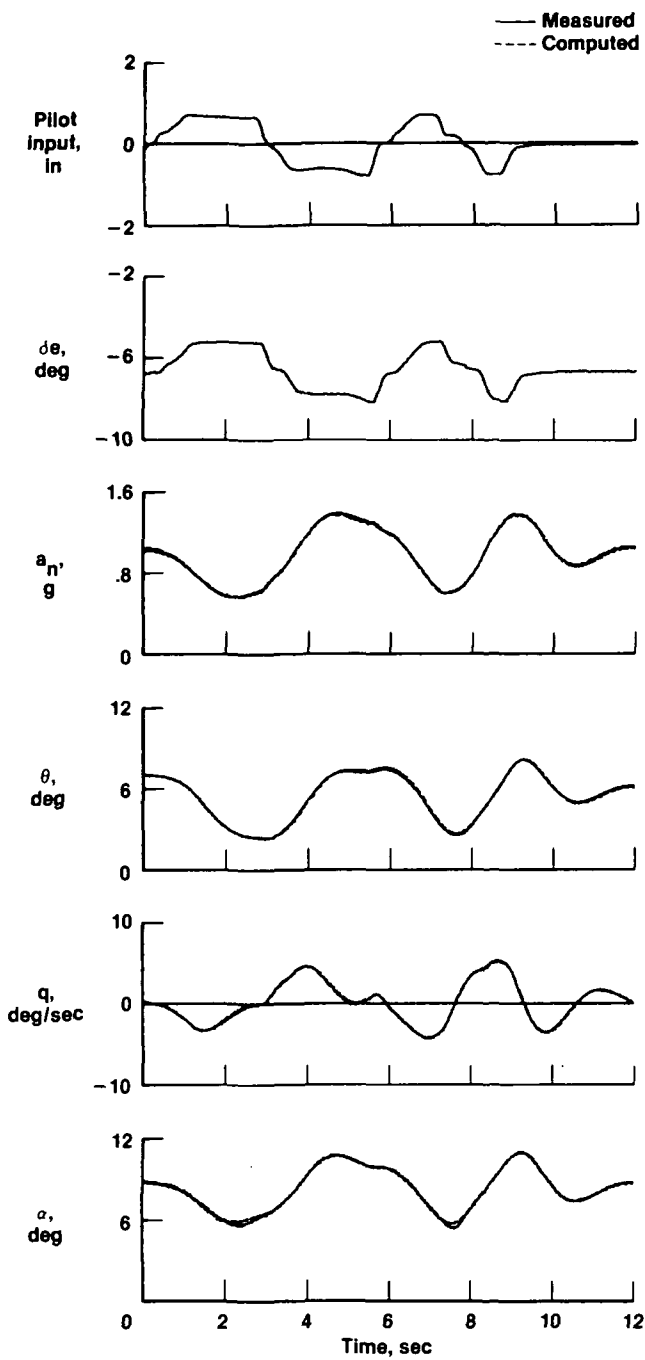 Measured
Computed
2
Pilot
input,
in
0
−2
−2
δe,
deg
−6
−10
1.6
an,
g
.8
0
12
θ,
deg
6
0
10
q,
deg/sec
0
−10
12
α,
deg
6
0 2 4 6 8 10 12
Time, sec